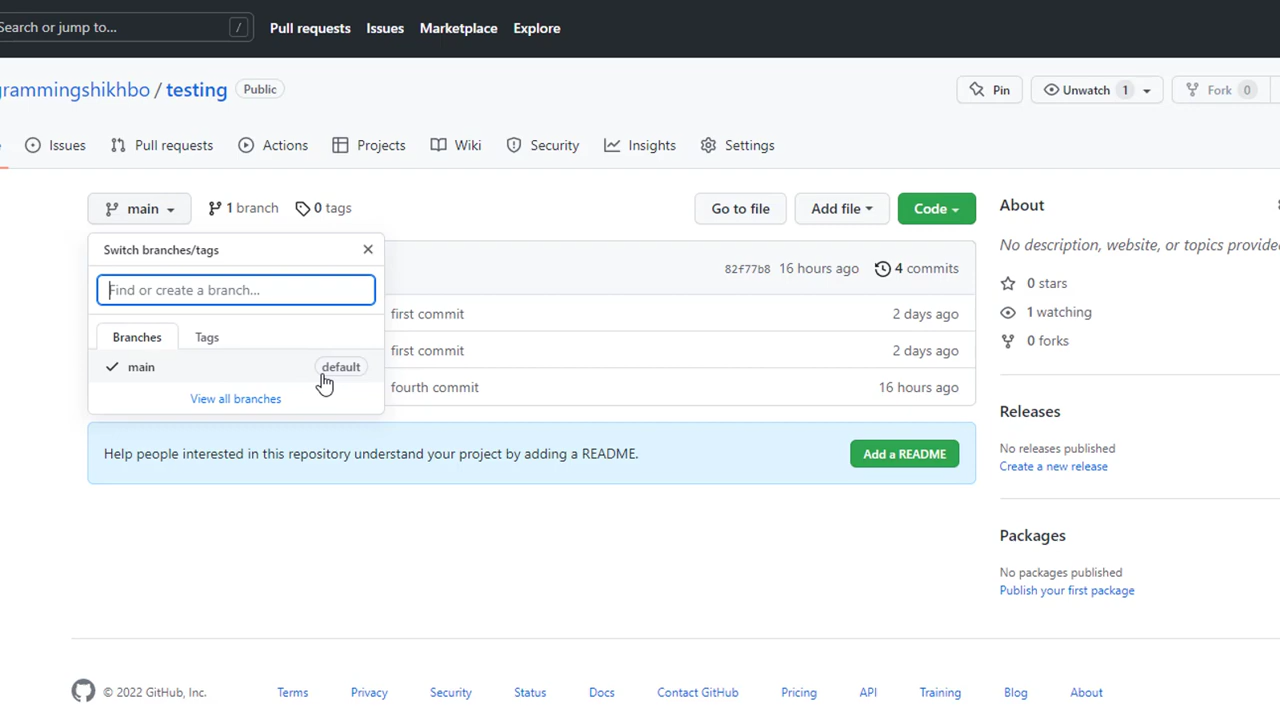 Search or jump to... /
Pull requests Issues Marketplace Explore
grammingshikhbo / testing Public
Pin Unwatch 1 Fork 0
Issues Pull requests Actions Projects Wiki Security Insights Settings
main 1 branch 0 tags
Go to file Add file Code
Switch branches/tags
Find or create a branch...
Branches Tags
main default
View all branches
82f77b8 16 hours ago 4 commits
first commit 2 days ago
first commit 2 days ago
fourth commit 16 hours ago
Help people interested in this repository understand your project by adding a README.
Add a README
About
No description, website, or topics provide
0 stars
1 watching
0 forks
Releases
No releases published
Create a new release
Packages
No packages published
Publish your first package
© 2022 GitHub, Inc. Terms Privacy Security Status Docs Contact GitHub Pricing API Training Blog About